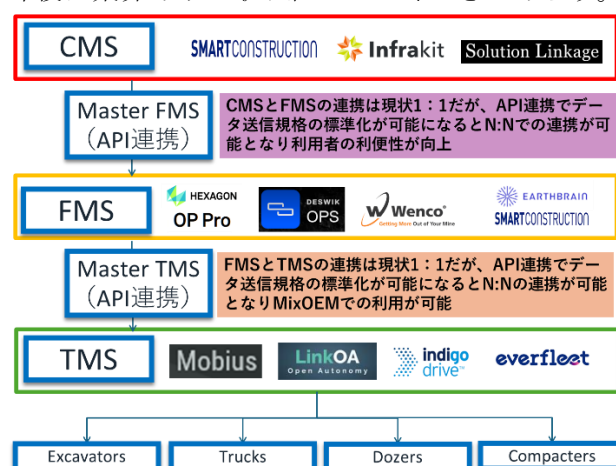 CMS
SMARTCONSTRUCTION
Infrakit
Solution Linkage
Master FMS
(API連携)
CMSとFMSの連携は現状1：1だが、API連携でデ
ータ送信規格の標準化が可能になるとN:Nでの連携が可
能となり利用者の利便性が向上
FMS
HEXAGON
OP Pro
DESWIK
OPS
Wenco
Getting More Out of Your Mine
EARTHBRAIN
SMARTCONSTRUCTION
Master TMS
（API連携）
FMSとTMSの連携は現状1：1だが、API連携でデー
タ送信規格の標準化が可能になるとN:Nの連携が可能
となりMixOEMでの利用が可能
TMS
Mobius
LinkOA
Open Autonomy
indigo
drive™
everfleet
Excavators
Trucks
Dozers
Compacters